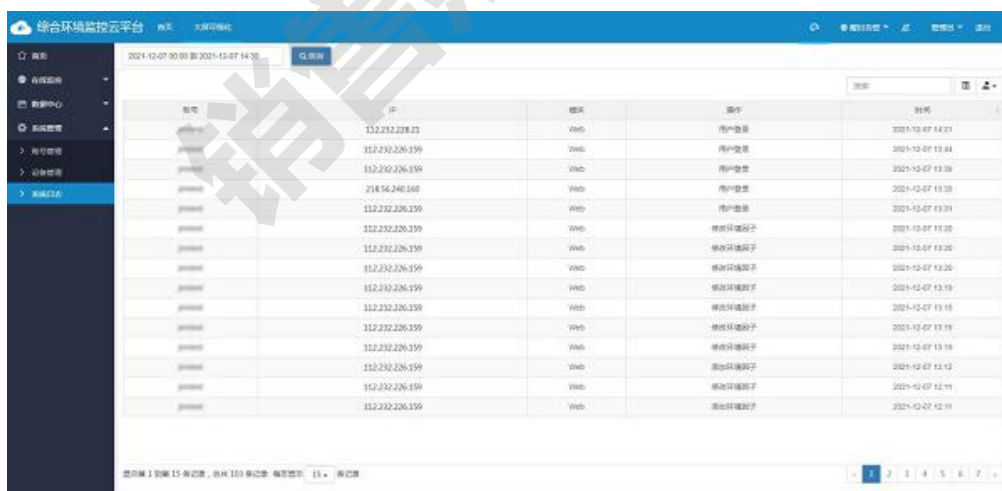 综合环境监控云平台 首页 大屏可视化 管理员 退出
首页 2021-12-07 00:00 到 2021-12-07 14:30 查询
在线监控
搜索
数据中心
账号 IP 模块 操作 时间
系统管理
112.232.228.21 Web 用户登录 2021-12-07 14:21
账号管理
112.232.226.159 Web 用户登录 2021-12-07 13:44
设备管理
112.232.226.159 Web 用户登录 2021-12-07 13:39
系统日志
218.56.240.160 Web 用户登录 2021-12-07 13:39
112.232.226.159 Web 用户登录 2021-12-07 13:31
112.232.226.159 Web 修改环境因子 2021-12-07 13:20
112.232.226.159 Web 修改环境因子 2021-12-07 13:20
112.232.226.159 Web 修改环境因子 2021-12-07 13:20
112.232.226.159 Web 修改环境因子 2021-12-07 13:19
112.232.226.159 Web 修改环境因子 2021-12-07 13:19
112.232.226.159 Web 修改环境因子 2021-12-07 13:19
112.232.226.159 Web 修改环境因子 2021-12-07 13:19
112.232.226.159 Web 添加环境因子 2021-12-07 12:12
112.232.226.159 Web 修改环境因子 2021-12-07 12:11
112.232.226.159 Web 添加环境因子 2021-12-07 12:11
显示第 1 到第 15 条记录，总共 103 条记录 每页显示 15 条记录
1 2 3 4 5 6 7
销售